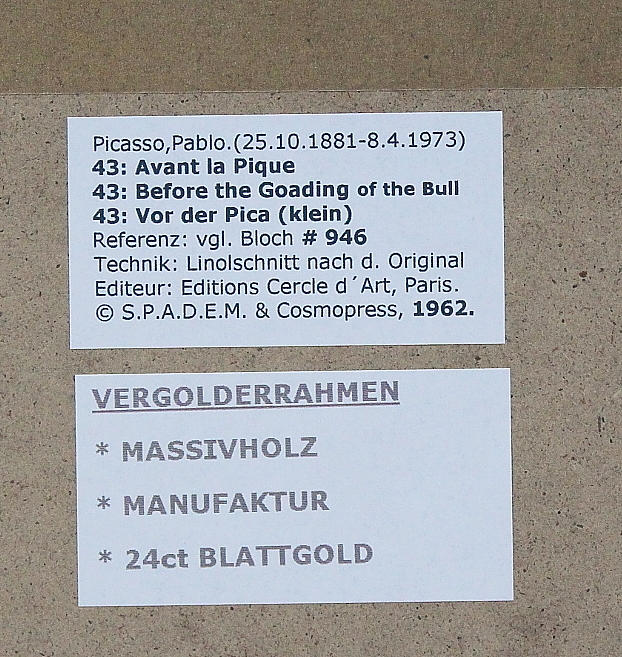 Picasso,Pablo.(25.10.1881-8.4.1973)
43: Avant la Pique
43: Before the Goading of the Bull
43: Vor der Pica (klein)
Referenz: vgl. Bloch # 946
Technik: Linolschnitt nach d. Original
Editeur: Editions Cercle d´Art, Paris.
© S.P.A.D.E.M. & Cosmopress, 1962.
VERGOLDERRAHMEN
* MASSIVHOLZ
* MANUFAKTUR
* 24ct BLATTGOLD